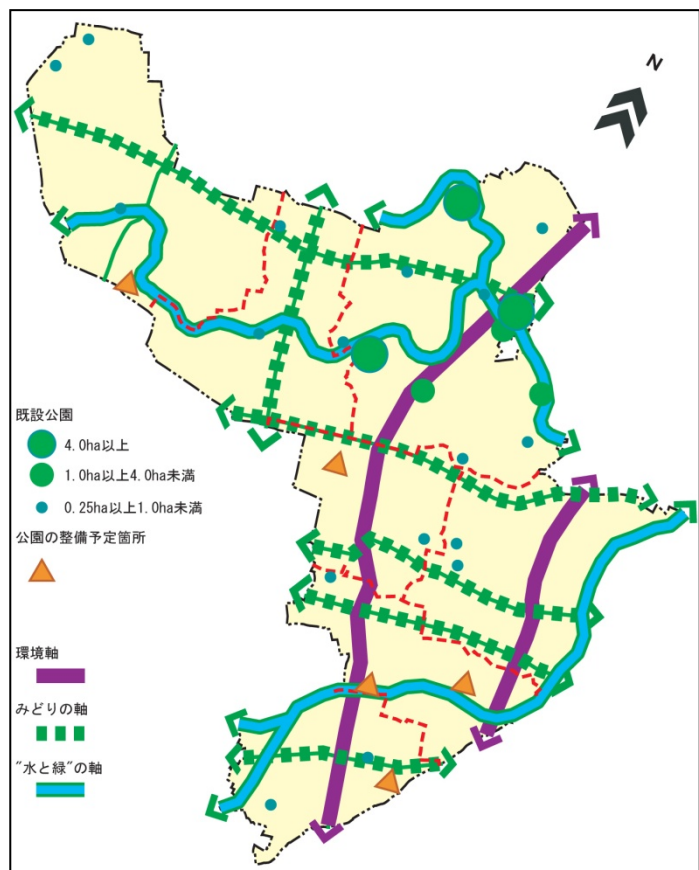 N
既設公園
4.0ha以上
1.0ha以上4.0ha未満
0.25ha以上1.0ha未満
公園の整備予定箇所
環境軸
みどりの軸
"水と緑"の軸